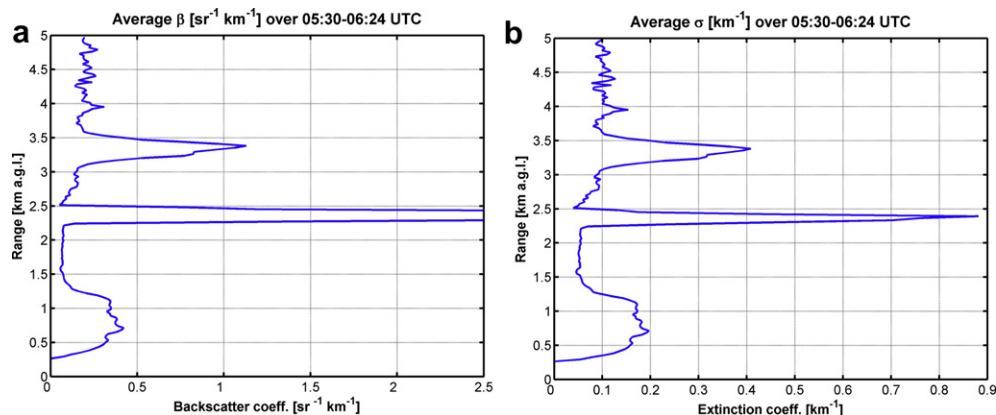 a
Average β [sr-1 km-1] over 05:30-06:24 UTC
5
4.5
4
3.5
3
2.5
2
1.5
1
0.5
0
Range [km a.g.l.]
0 0.5 1 1.5 2 2.5
Backscatter coeff. [sr -1 km-1]
b
Average σ [km-1] over 05:30-06:24 UTC
5
4.5
4
3.5
3
2.5
2
1.5
1
0.5
0
Range [km a.g.l.]
0 0.1 0.2 0.3 0.4 0.5 0.6 0.7 0.8 0.9
Extinction coeff. [km-1]